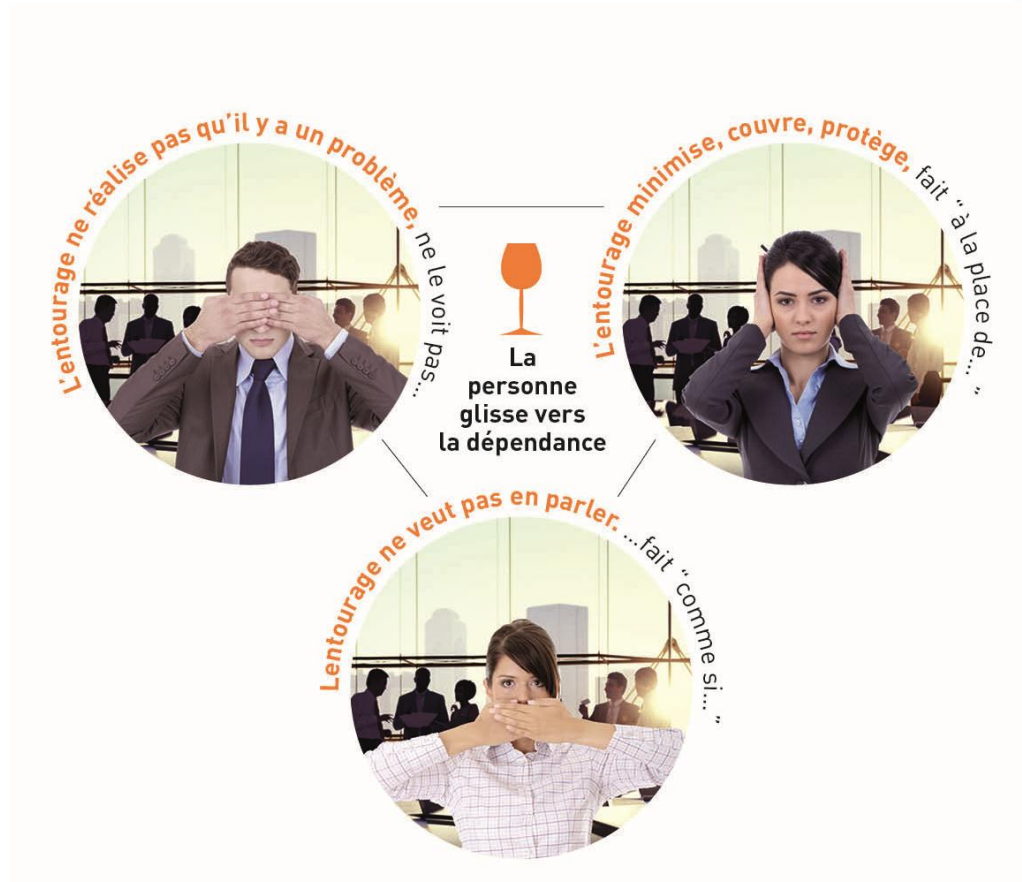 L'entourage ne réalise pas qu'il y a un problème, ne le voit pas...
L'entourage minimise, couvre, protège, fait " à la place de... "
La
personne
glisse vers
la dépendance
Lentourage ne veut pas en parler. ...fait "comme si... "